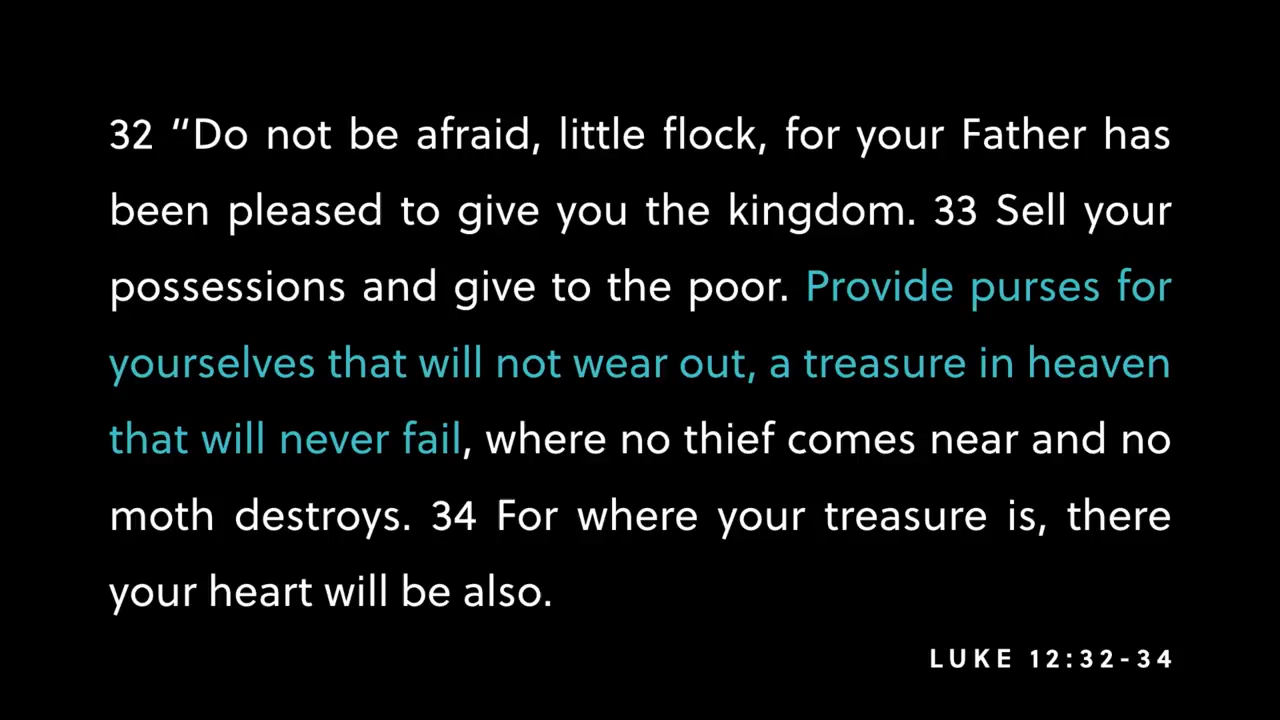 32 “Do not be afraid, little flock, for your Father has
been pleased to give you the kingdom. 33 Sell your
possessions and give to the poor. Provide purses for
yourselves that will not wear out, a treasure in heaven
that will never fail, where no thief comes near and no
moth destroys. 34 For where your treasure is, there
your heart will be also.
LUKE 12:32-34